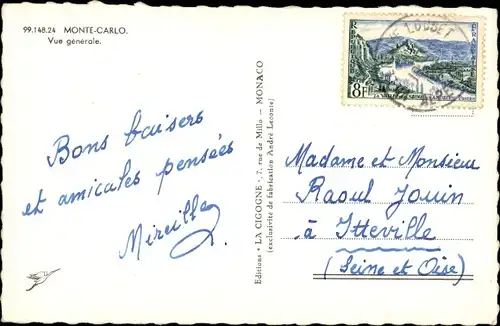 99.148.24 MONTE-CARLO.
Vue générale.
Bons baisers
et amicales pensées
Mireille
Editions - LA CIGOGNE - 7, rue de Millo - MONACO
(exclusivité de fabrication André Leconte)
8F
Madame et Monsieur
Raoul Jouin
à Itteville
(Seine et Oise)